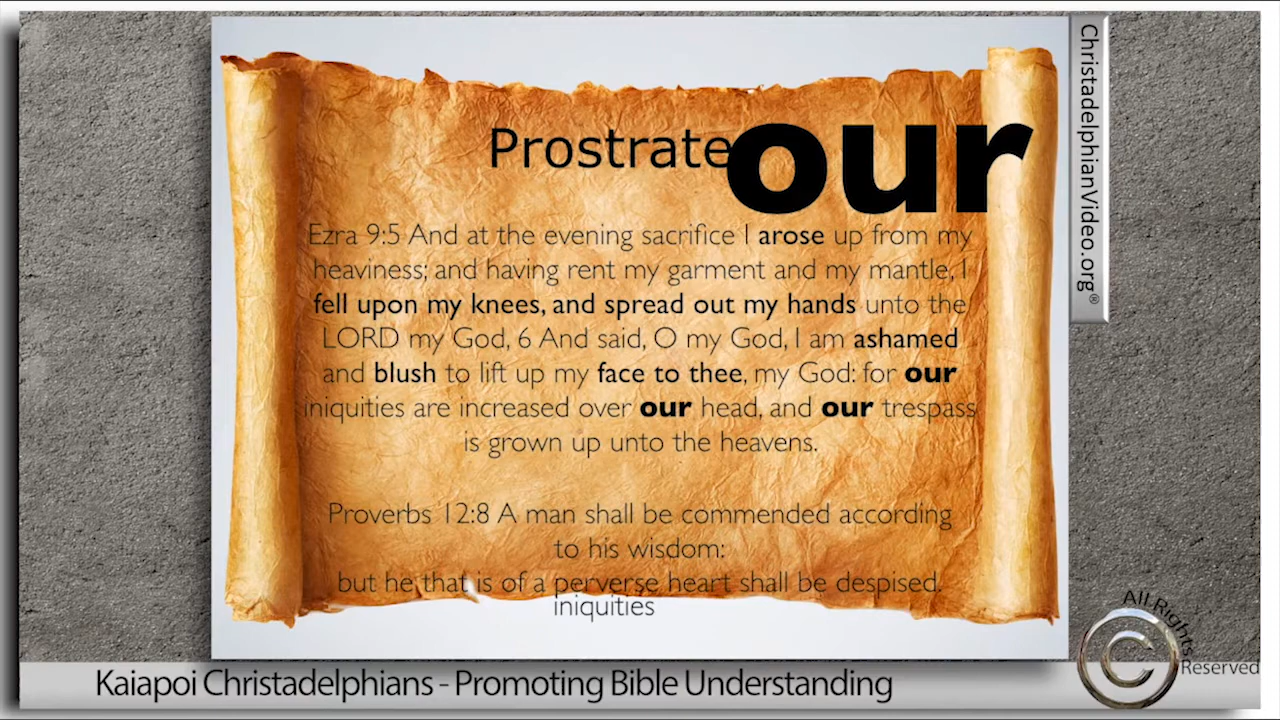 Prostrate our
Ezra 9:5 And at the evening sacrifice I arose up from my
heaviness; and having rent my garment and my mantle, I
fell upon my knees, and spread out my hands unto the
LORD my God, 6 And said, O my God, I am ashamed
and blush to lift up my face to thee, my God: for our
iniquities are increased over our head, and our trespass
is grown up unto the heavens.
Proverbs 12:8 A man shall be commended according
to his wisdom:
but he that is of a perverse heart shall be despised.
iniquities
ChristadelphianVideo.org®
All Rights
Reserved
Kaiapoi Christadelphians - Promoting Bible Understanding